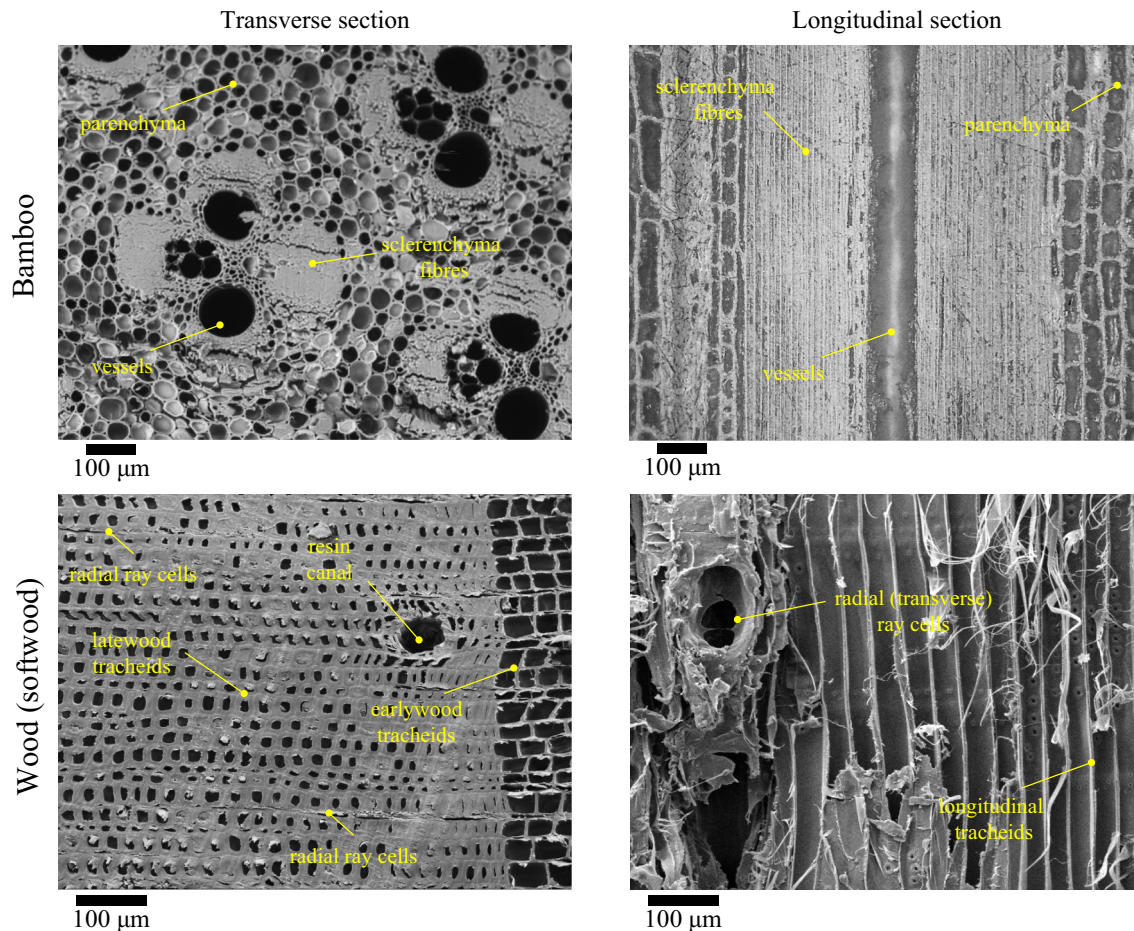 Transverse section
Longitudinal section
Bamboo
parenchyma
sclerenchyma
fibres
vessels
100 μm
sclerenchyma
fibres
parenchyma
vessels
100 μm
Wood (softwood)
radial ray cells
resin
canal
latewood
tracheids
earlywood
tracheids
radial ray cells
100 μm
radial (transverse)
ray cells
longitudinal
tracheids
100 μm